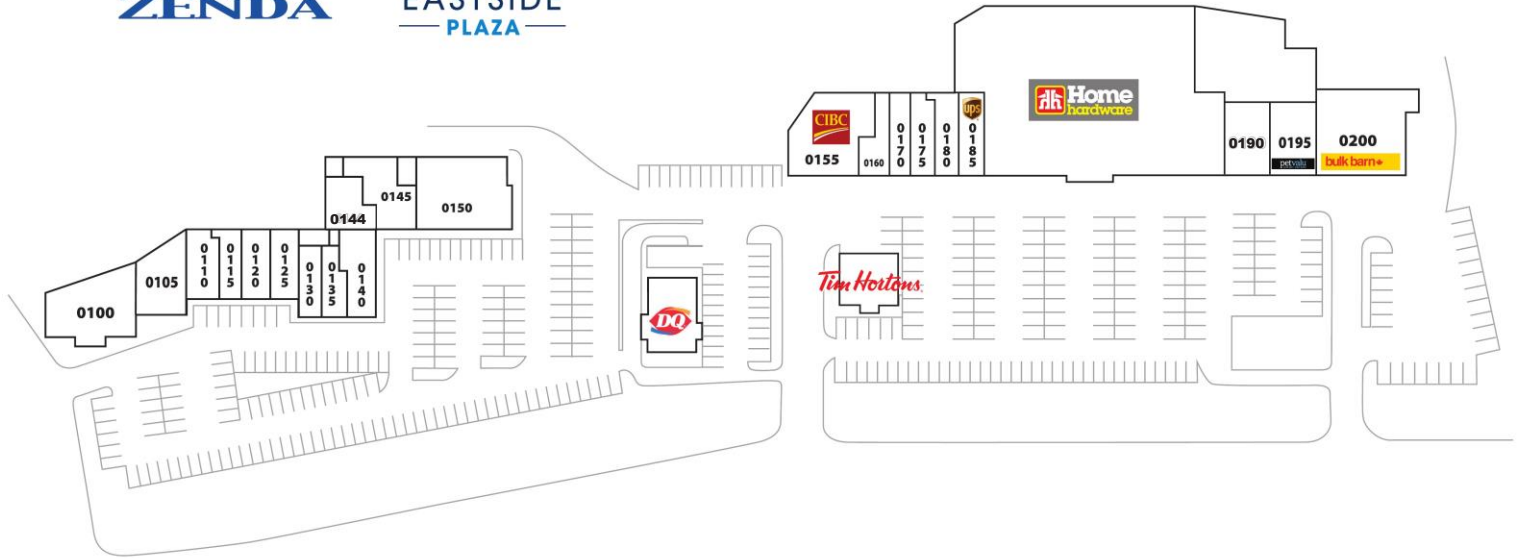 ZENDA
EASTSIDE
PLAZA
Home
hardware
CIBC
ups
0155
0160
0170
0175
0180
0185
0190
0195
0200
petvalu
bulk barn
0144
0145
0150
0100
0105
0110
0115
0120
0125
0130
0135
0140
DQ
Tim Hortons